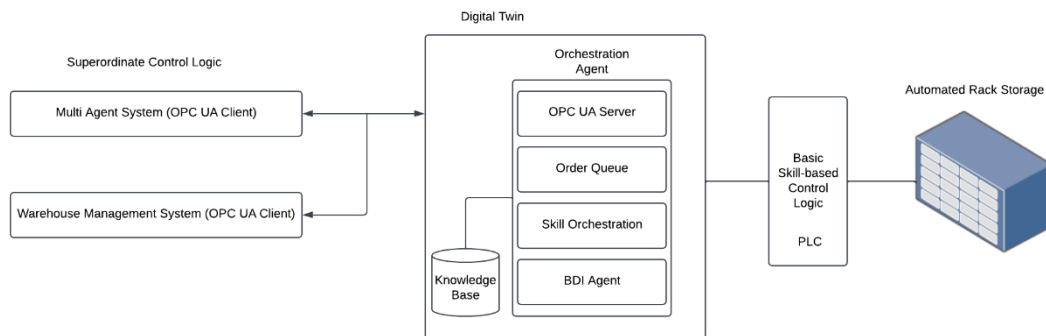 Digital Twin
Superordinate Control Logic
Multi Agent System (OPC UA Client)
Warehouse Management System (OPC UA Client)
Orchestration
Agent
OPC UA Server
Order Queue
Skill Orchestration
BDI Agent
Knowledge
Base
Basic
Skill-based
Control
Logic
PLC
Automated Rack Storage